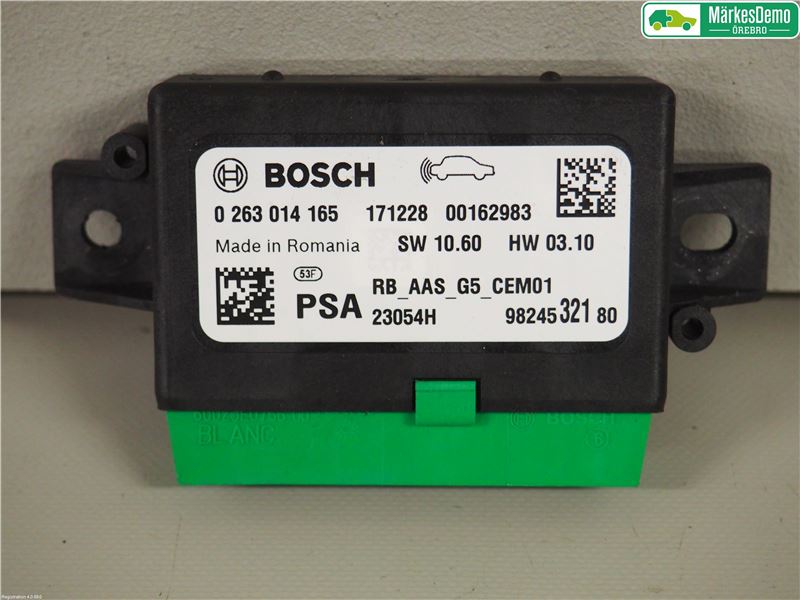 MärkesDemo
ÖREBRO
BOSCH
0 263 014 165 171228 00162983
Made in Romania SW 10.60 HW 03.10
53F
PSA
RB_AAS_G5_CEM01
23054H 98245 321 80
BLANC
BOSCH